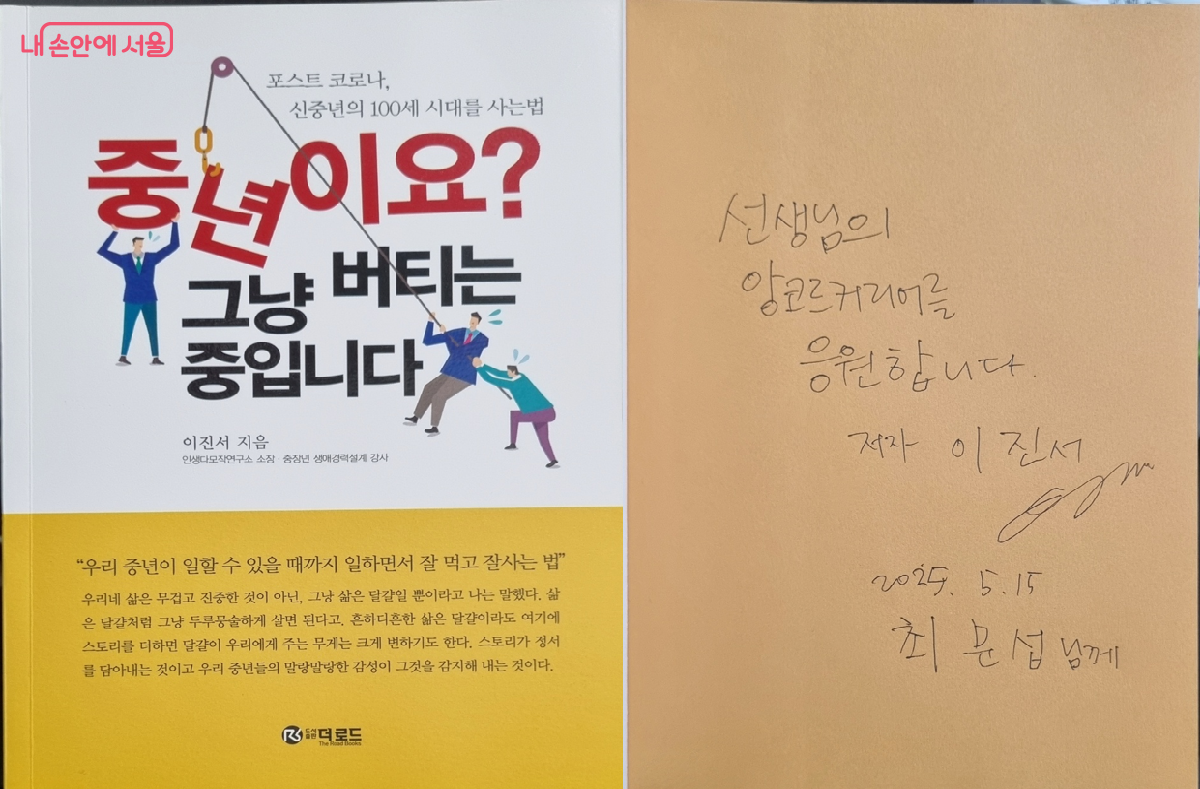 내 손안에 서울
포스트 코로나,
신중년의 100세 시대를 사는법
중년이요?
그냥 버티는
중입니다
이진서 지음
인생다모작연구소 소장 중장년 생애경력설계 강사
“우리 중년이 일할 수 있을 때까지 일하면서 잘 먹고 잘사는 법”
우리네 삶은 무겁고 진중한 것이 아닌, 그냥 삶은 달걀일 뿐이라고 나는 말했다. 삶
은 달걀처럼 그냥 두루뭉술하게 살면 된다고. 흔하디흔한 삶은 달걀이라도 여기에
스토리를 더하면 달걀이 우리에게 주는 무게는 크게 변하기도 한다. 스토리가 정서
를 담아내는 것이고 우리 중년들의 말랑말랑한 감성이 그것을 감지해 내는 것이다.
도서출판 더로드
The Road Books
선생님의
앙코르커리어를
응원합니다.
저자 이진서
2025. 5. 15
최문섭님께